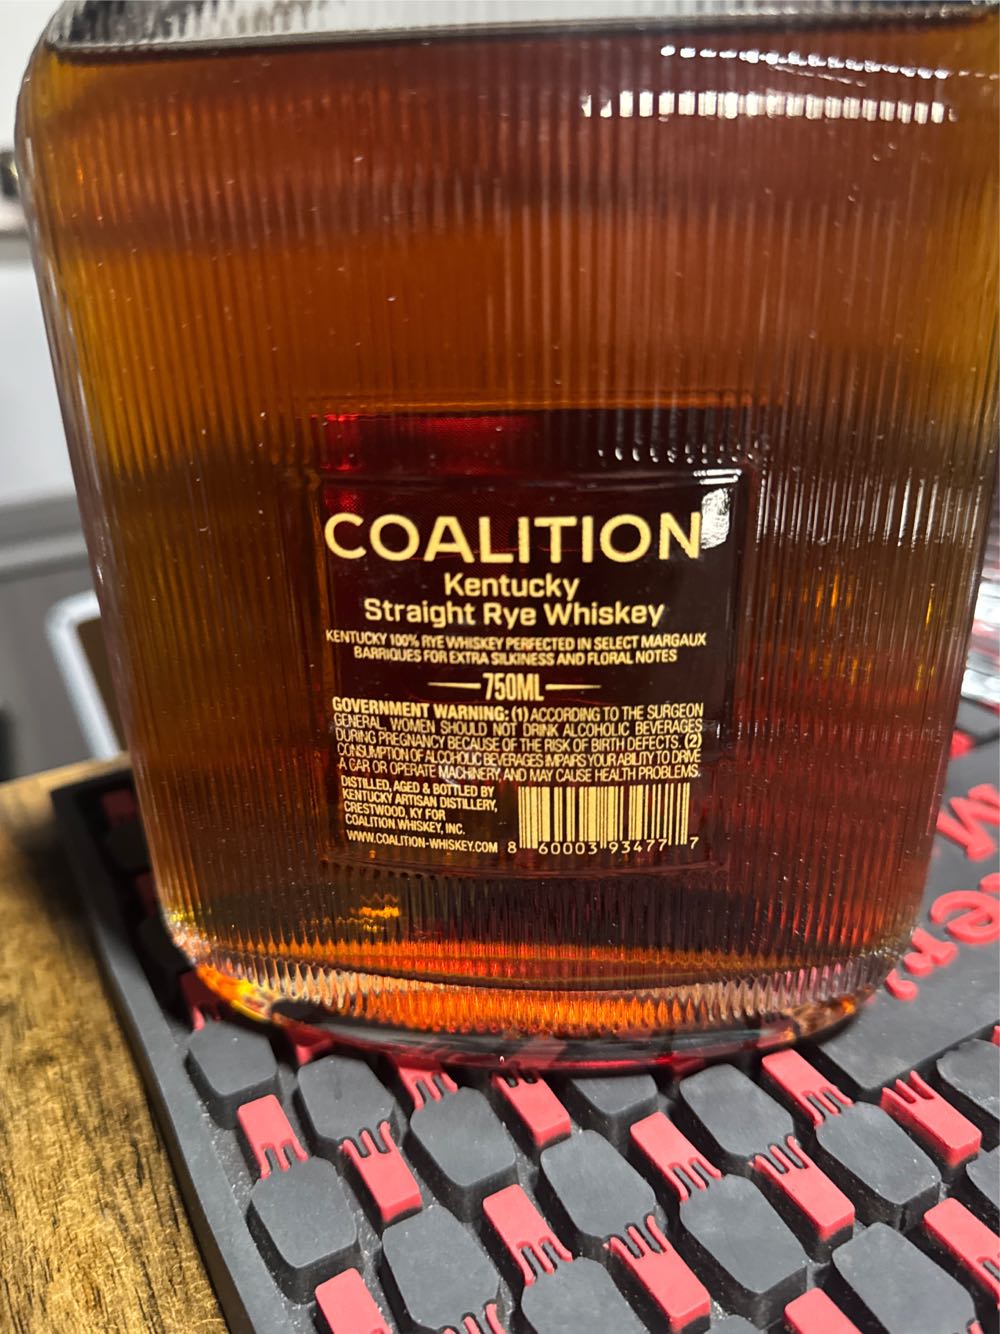 COALITION
Kentucky
Straight Rye Whiskey
KENTUCKY 100% RYE WHISKEY PERFECTED IN SELECT MARGAUX
BARRIQUES FOR EXTRA SILKINESS AND FLORAL NOTES
750ML
GOVERNMENT WARNING: (1) ACCORDING TO THE SURGEON
GENERAL, WOMEN SHOULD NOT DRINK ALCOHOLIC BEVERAGES
DURING PREGNANCY BECAUSE OF THE RISK OF BIRTH DEFECTS. (2)
CONSUMPTION OF ALCOHOLIC BEVERAGES IMPAIRS YOUR ABILITY TO DRIVE
A CAR OR OPERATE MACHINERY, AND MAY CAUSE HEALTH PROBLEMS.
DISTILLED, AGED & BOTTLED BY
KENTUCKY ARTISAN DISTILLERY,
CRESTWOOD, KY FOR
COALITION WHISKEY, INC.
WWW.COALITION-WHISKEY.COM
8 60003 93477 7